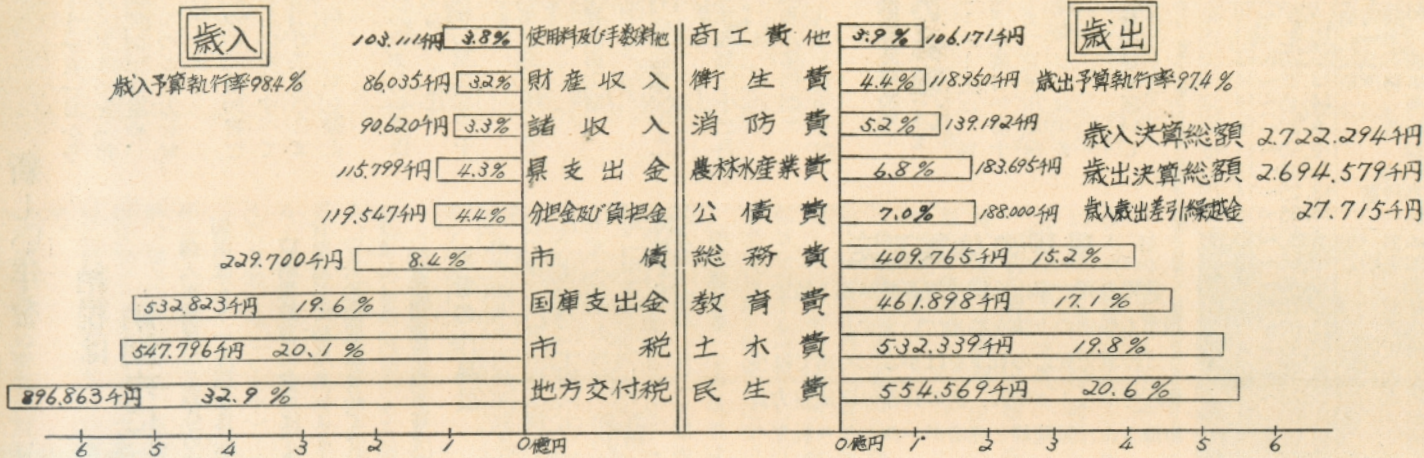 歳入
歳入予算執行率98.4%
103.111千円 3.8% 使用料及び手数料他
86.035千円 3.2% 財産収入
90.620千円 3.3% 諸収入
115.799千円 4.3% 県支出金
119.547千円 4.4% 分担金及び負担金
229.700千円 8.4% 市債
532.823千円 19.6% 国庫支出金
547.796千円 20.1% 市税
896.863千円 32.9% 地方交付税
6 5 4 3 2 1 0億円
歳出
商工費他 3.9% 106.171千円
衛生費 4.4% 118.950千円
歳出予算執行率97.4%
消防費 5.2% 139.192千円
農林水産業費 6.8% 183.695千円
公債費 7.0% 188.000千円
総務費 409.765千円 15.2%
教育費 461.898千円 17.1%
土木費 532.339千円 19.8%
民生費 554.569千円 20.6%
0億円 1 2 3 4 5 6
歳入決算総額 2.722.294千円
歳出決算総額 2.694.579千円
歳入歳出差引繰越金 27.715千円